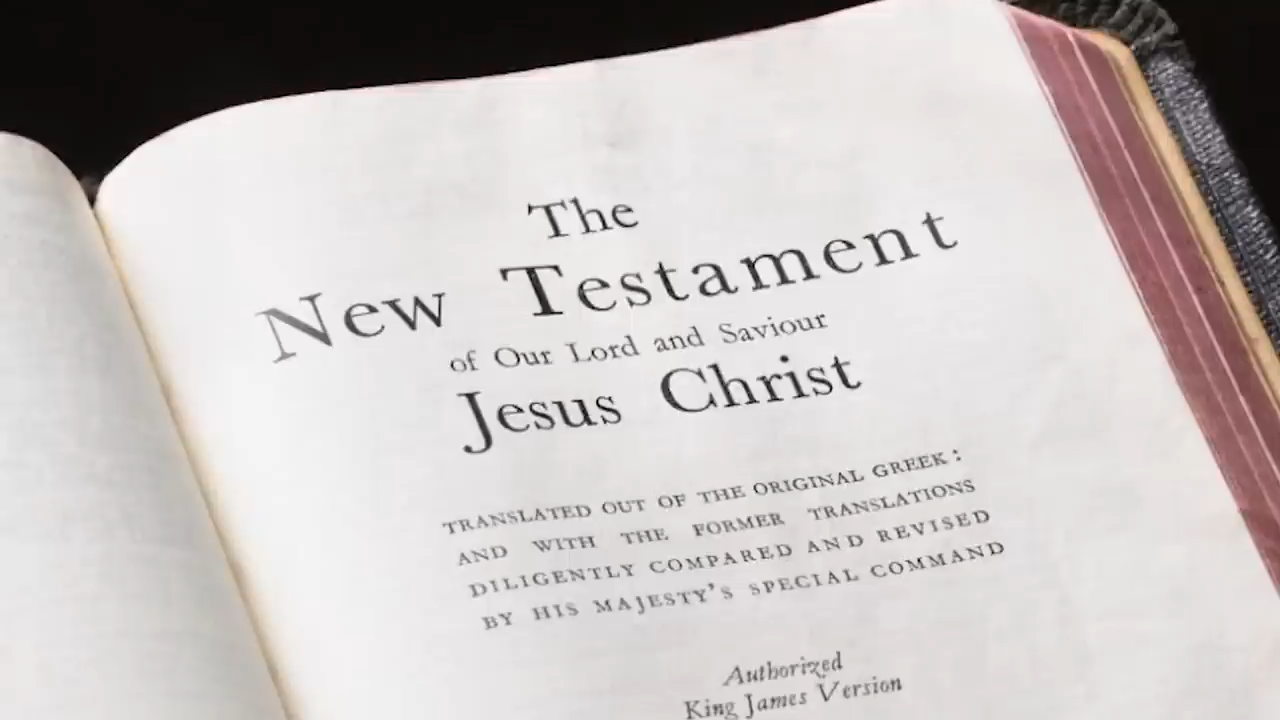 The
New Testament
of Our Lord and Saviour
Jesus Christ
TRANSLATED OUT OF THE ORIGINAL GREEK:
AND WITH THE FORMER TRANSLATIONS
DILIGENTLY COMPARED AND REVISED
BY HIS MAJESTY'S SPECIAL COMMAND
Authorized
King James Version